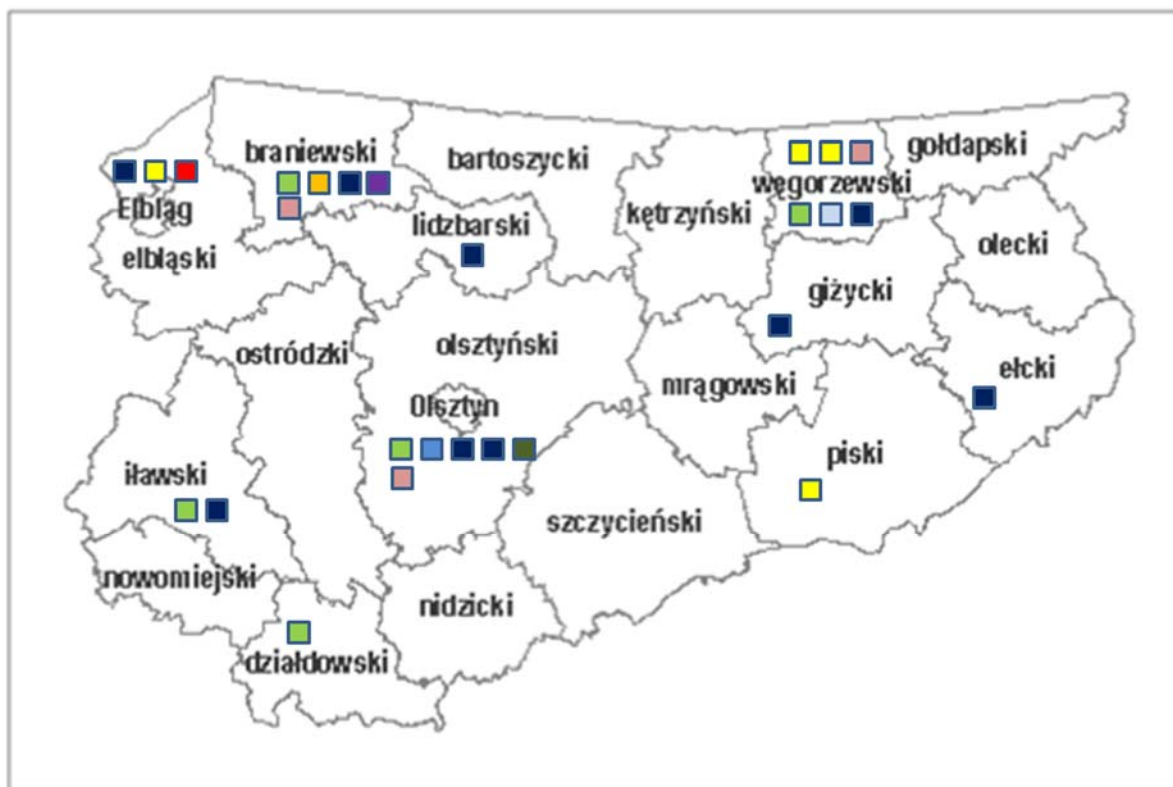 braniewski
bartoszycki
gołdapski
węgorzewski
Elbląg
kętrzyński
lidzbarski
elbląski
olecki
giżycki
ostródzki
olsztyński
ełcki
mrągowski
Olsztyn
piski
iławski
szczycieński
nowomiejski
nidzicki
działdowski